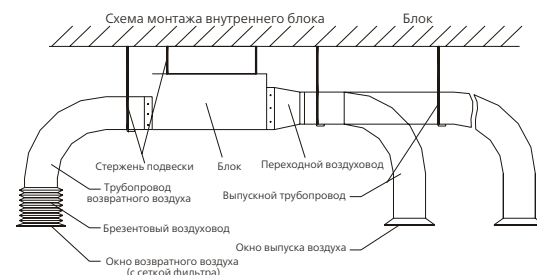 Схема монтажа внутреннего блока
Блок
Стержень подвески
Блок
Переходной воздуховод
Трубопровод
возвратного воздуха
Выпускной трубопровод
Брезентовый воздуховод
Окно выпуска воздуха
Окно возвратного воздуха
(с сеткой фильтра)